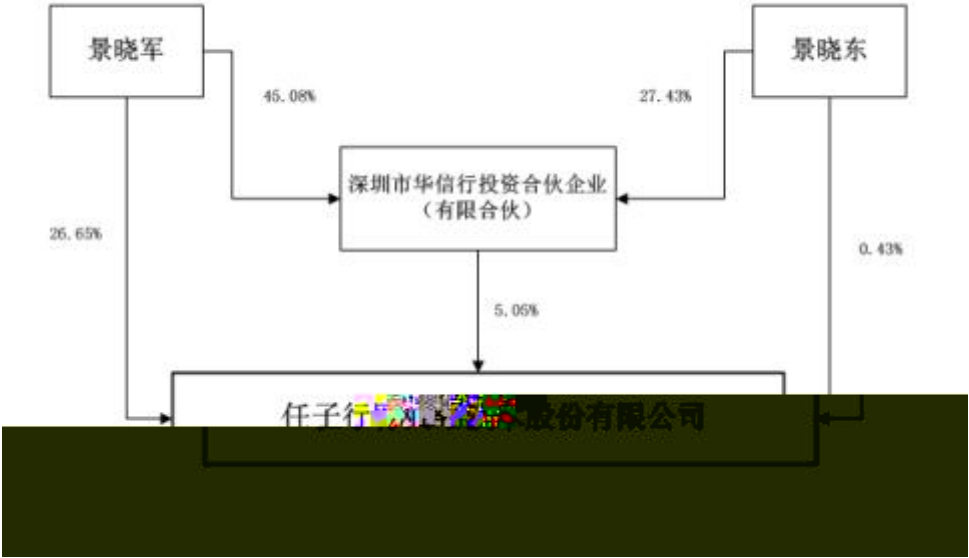 景晓军
景晓东
45.08%
27.43%
深圳市华信行投资合伙企业
（有限合伙）
26.65%
0.43%
5.05%
任子行 股份有限公司